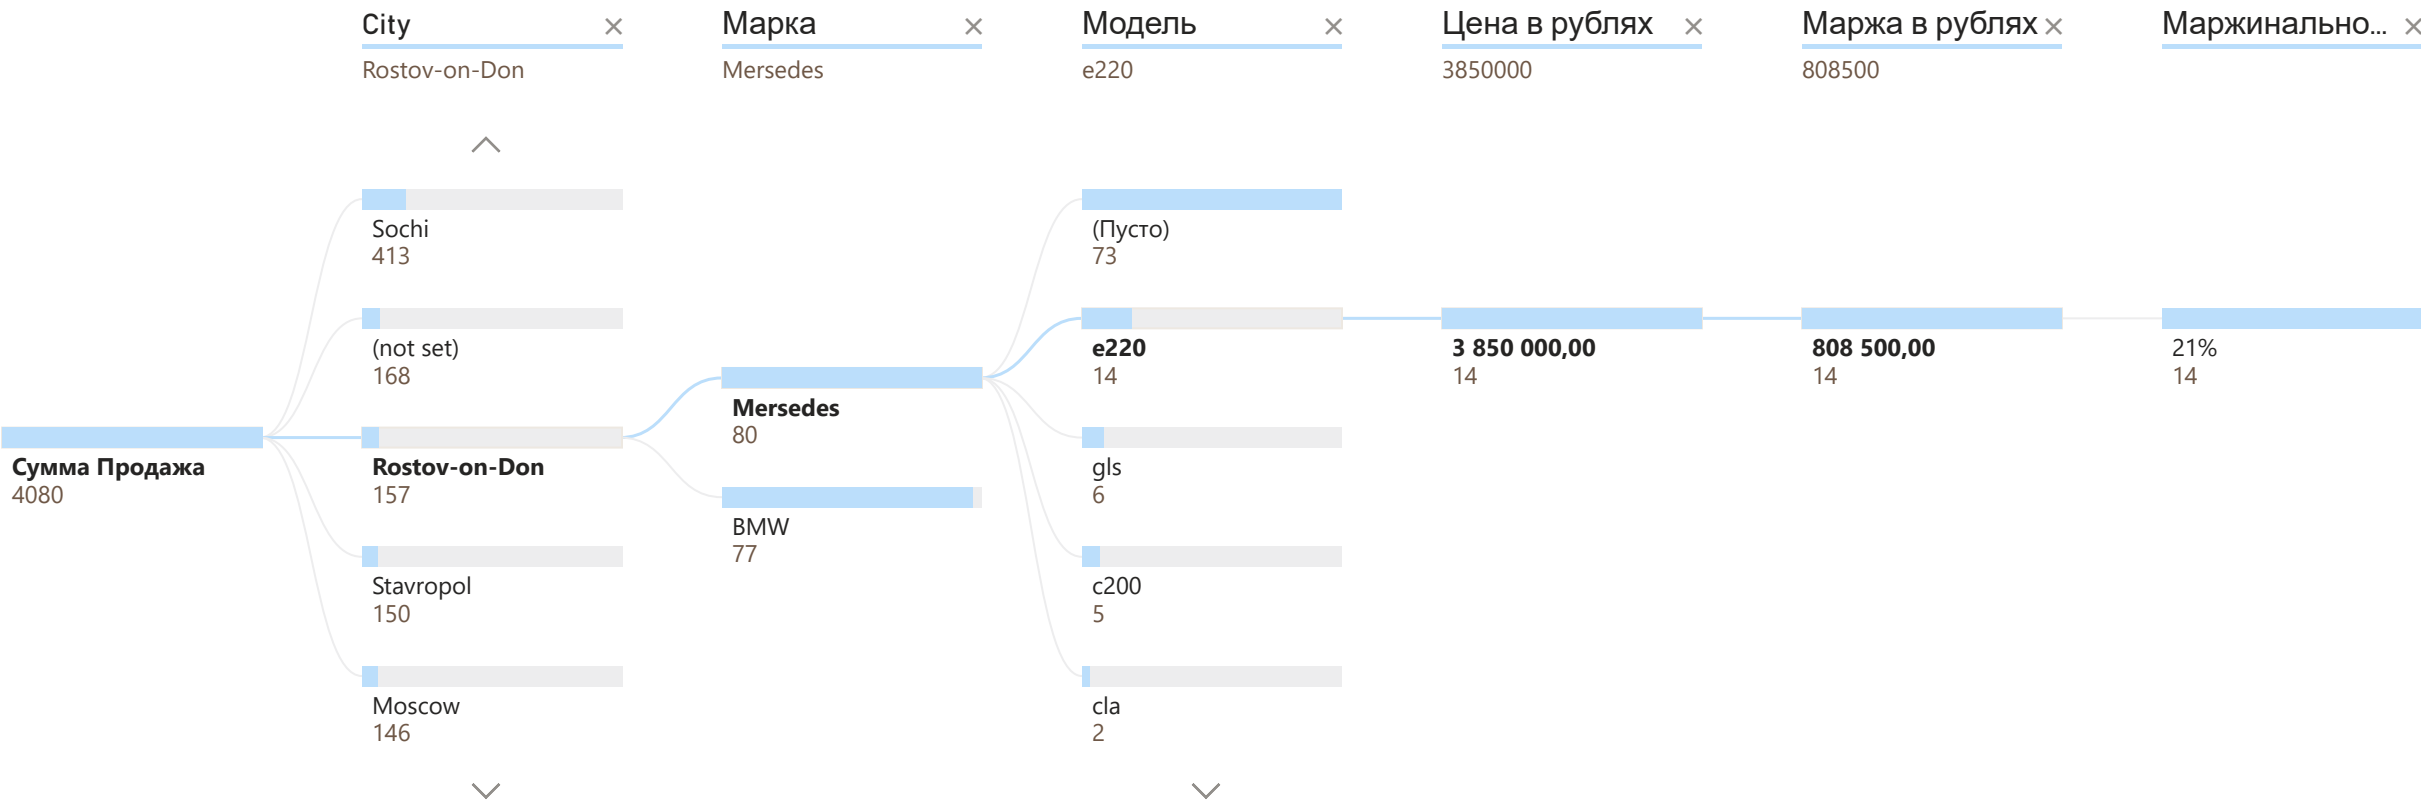 City
Марка
Модель
Цена в рублях
Маржа в рублях
Маржинально...
Rostov-on-Don
Mersedes
e220
3850000
808500
Sochi
413
(Пусто)
73
(not set)
168
e220
14
3 850 000,00
14
808 500,00
14
21%
14
Mersedes
80
Сумма Продажа
4080
Rostov-on-Don
157
gls
6
BMW
77
Stavropol
150
c200
5
Moscow
146
cla
2